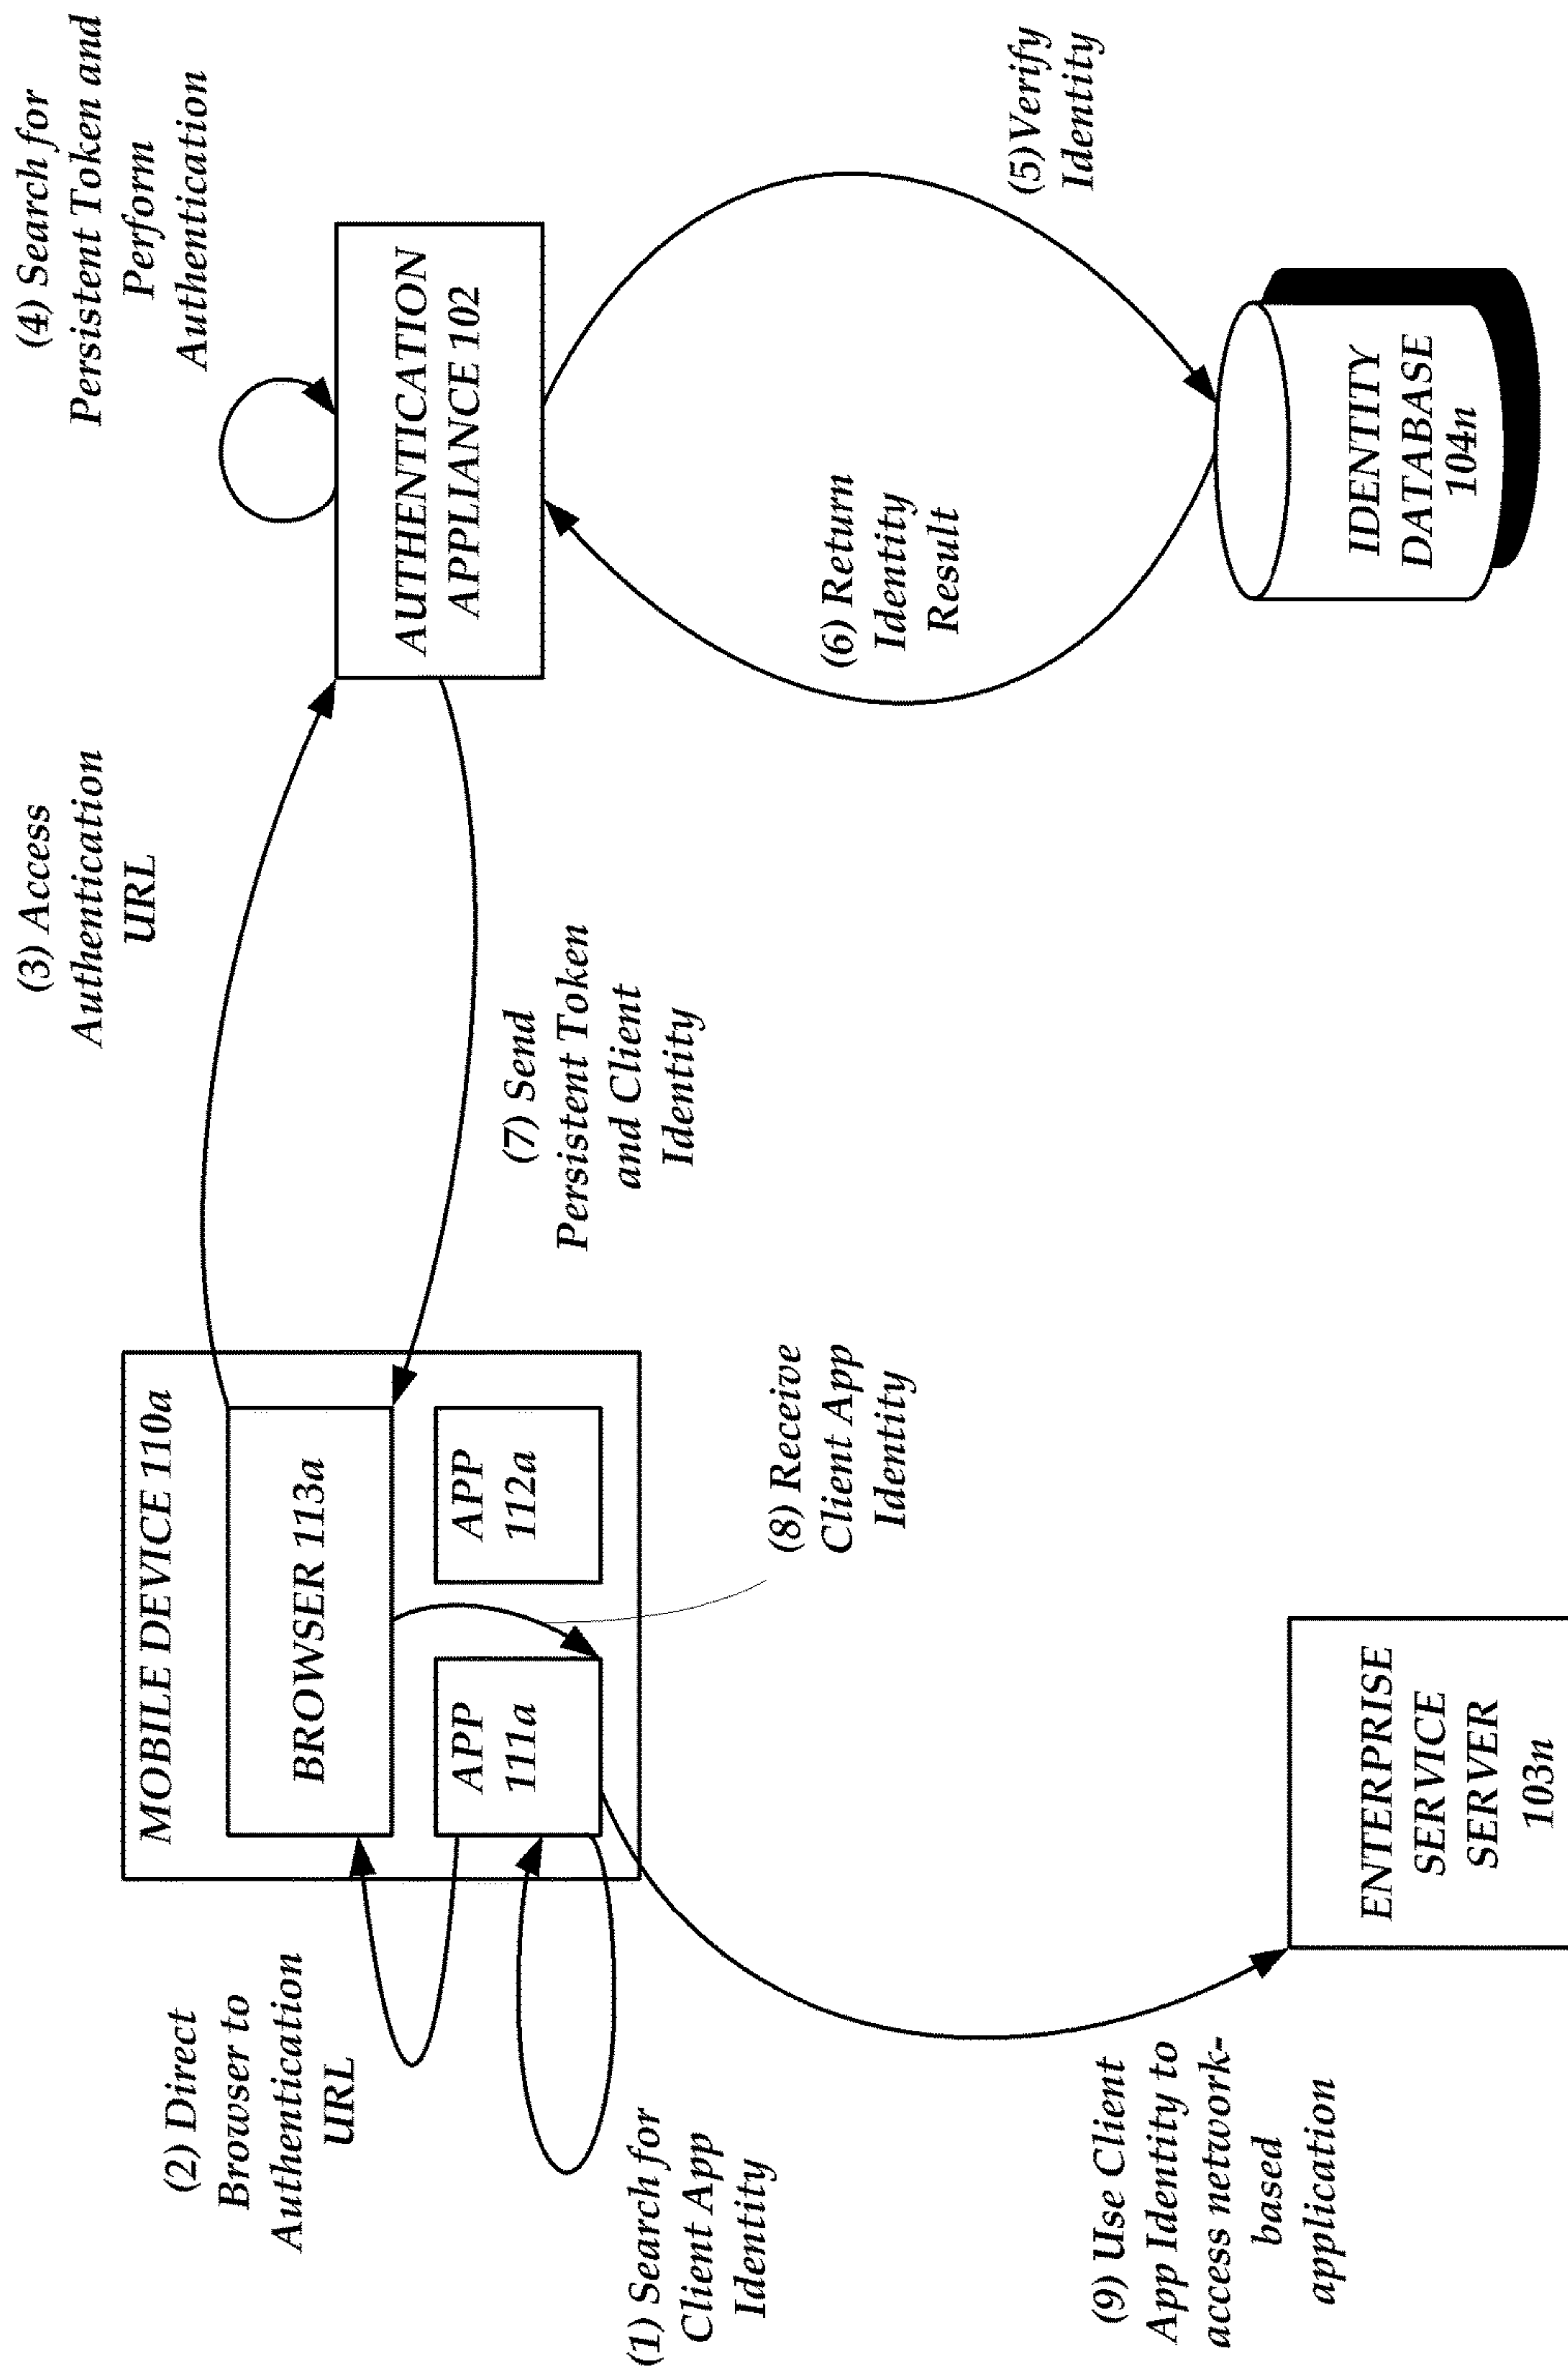 (2) Direct
Browser to
Authentication
URL
(1) Search for
Client App
Identity
MOBILE DEVICE 110a
BROWSER 113a
APP
111a
APP
112a
(3) Access
Authentication
URL
(4) Search for
Persistent Token and
Perform
Authentication
AUTHENTICATION
APPLIANCE 102
(7) Send
Persistent Token
and Client
Identity
(8) Receive
Client App
Identity
(6) Return
Identity
Result
(5)Verify
Identity
(9) Use Client
App Identity to
access network-
based
application
ENTERPRISE
SERVICE
SERVER
103n
IDENTITY
DATABASE
104n